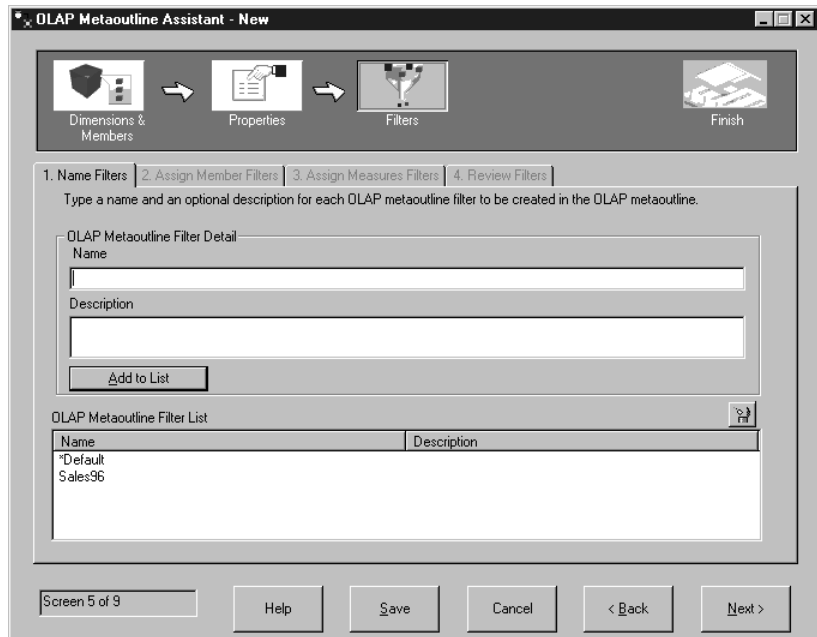 OLAP Metaoutline Assistant - New
Dimensions &
Members
Properties
Filters
Finish
1. Name Filters
2. Assign Member Filters
3. Assign Measures Filters
4. Review Filters
Type a name and an optional description for each OLAP metaoutline filter to be created in the OLAP metaoutline.
OLAP Metaoutline Filter Detail
Name
Description
Add to List
OLAP Metaoutline Filter List
Name Description
*Default
Sales96
Screen 5 of 9
Help
Save
Cancel
< Back
Next >